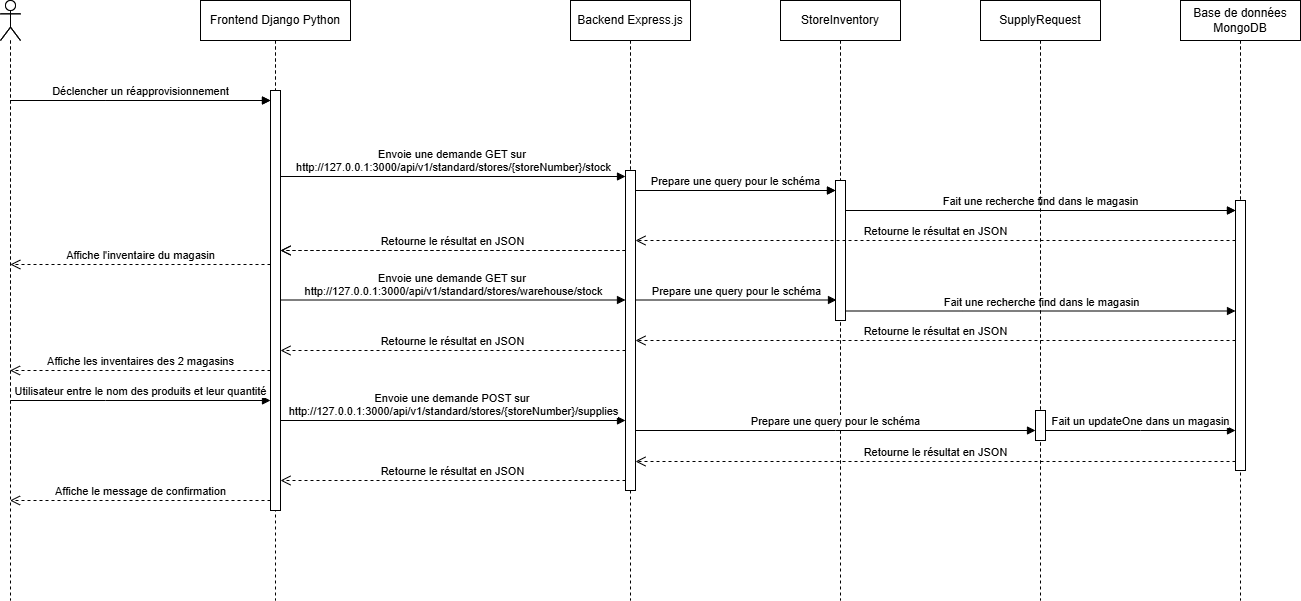 Frontend Django Python
Backend Express.js
StoreInventory
SupplyRequest
Base de données
MongoDB
Déclencher un réapprovisionnement
Envoie une demande GET sur
http://127.0.0.1:3000/api/v1/standard/stores/{storeNumber}/stock
Prepare une query pour le schéma
Fait une recherche find dans le magasin
Retourne le résultat en JSON
Retourne le résultat en JSON
Affiche l'inventaire du magasin
Envoie une demande GET sur
http://127.0.0.1:3000/api/v1/standard/stores/warehouse/stock
Prepare une query pour le schéma
Fait une recherche find dans le magasin
Retourne le résultat en JSON
Retourne le résultat en JSON
Affiche les inventaires des 2 magasins
Utilisateur entre le nom des produits et leur quantité
Envoie une demande POST sur
http://127.0.0.1:3000/api/v1/standard/stores/{storeNumber}/supplies
Prepare une query pour le schéma
Fait un updateOne dans un magasin
Retourne le résultat en JSON
Retourne le résultat en JSON
Affiche le message de confirmation